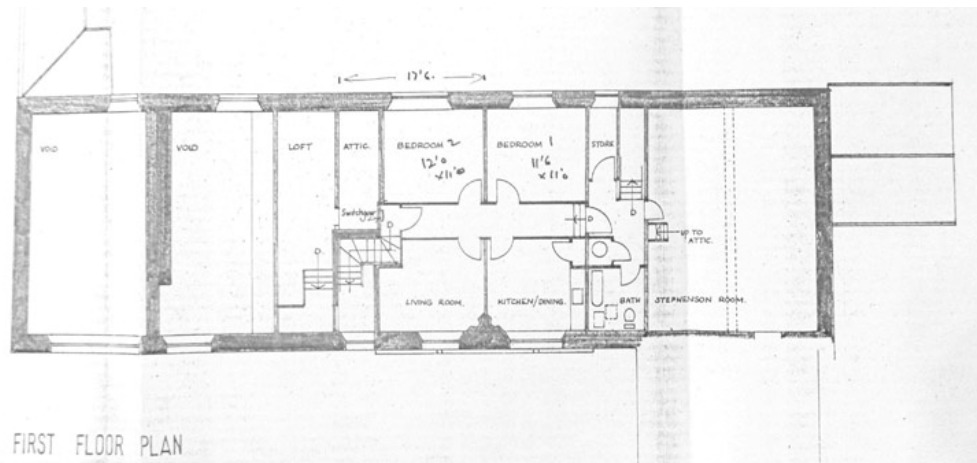 17'6.
VOID
VOID
LOFT
ATTIC.
BEDROOM 2
12'0
x11'0
BEDROOM 1
11'6
x11'0
STORE
Switchgear
D
D
D
D
UP TO
ATTIC.
D
LIVING ROOM.
KITCHEN/DINING.
BATH
STEPHENSON ROOM.
FIRST FLOOR PLAN